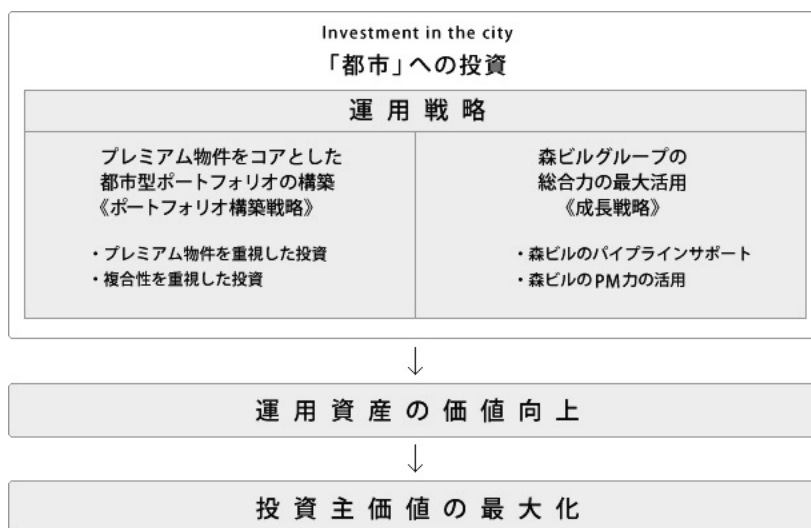 Investment in the city
「都市」への投資
運用戦略
プレミアム物件をコアとした
都市型ポートフォリオの構築
《ポートフォリオ構築戦略》
・プレミアム物件を重視した投資
・複合性を重視した投資
森ビルグループの
総合力の最大活用
《成長戦略》
・森ビルのパイプラインサポート
・森ビルのPM力の活用
↓
運用資産の価値向上
↓
投資主価値の最大化